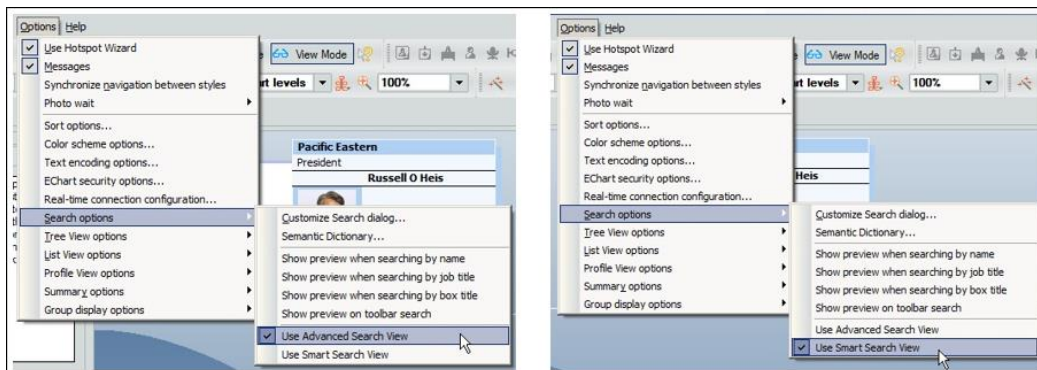 Options Help
Use Hotspot Wizard
View Mode
Messages
Synchronize navigation between styles
rt levels 100%
Photo wait
Sort options...
Color scheme options...
Text encoding options...
EChart security options...
Real-time connection configuration...
Search options
Tree View options
List View options
Profile View options
Summary options
Group display options
Pacific Eastern
President
Russell O Heis
Customize Search dialog...
Semantic Dictionary...
Show preview when searching by name
Show preview when searching by job title
Show preview when searching by box title
Show preview on toolbar search
Use Advanced Search View
Use Smart Search View
Options Help
Use Hotspot Wizard
View Mode
Messages
Synchronize navigation between styles
rt levels 100%
Photo wait
Sort options...
Color scheme options...
Text encoding options...
EChart security options...
Real-time connection configuration...
Search options
Tree View options
List View options
Profile View options
Summary options
Group display options
Heis
Customize Search dialog...
Semantic Dictionary...
Show preview when searching by name
Show preview when searching by job title
Show preview when searching by box title
Show preview on toolbar search
Use Advanced Search View
Use Smart Search View